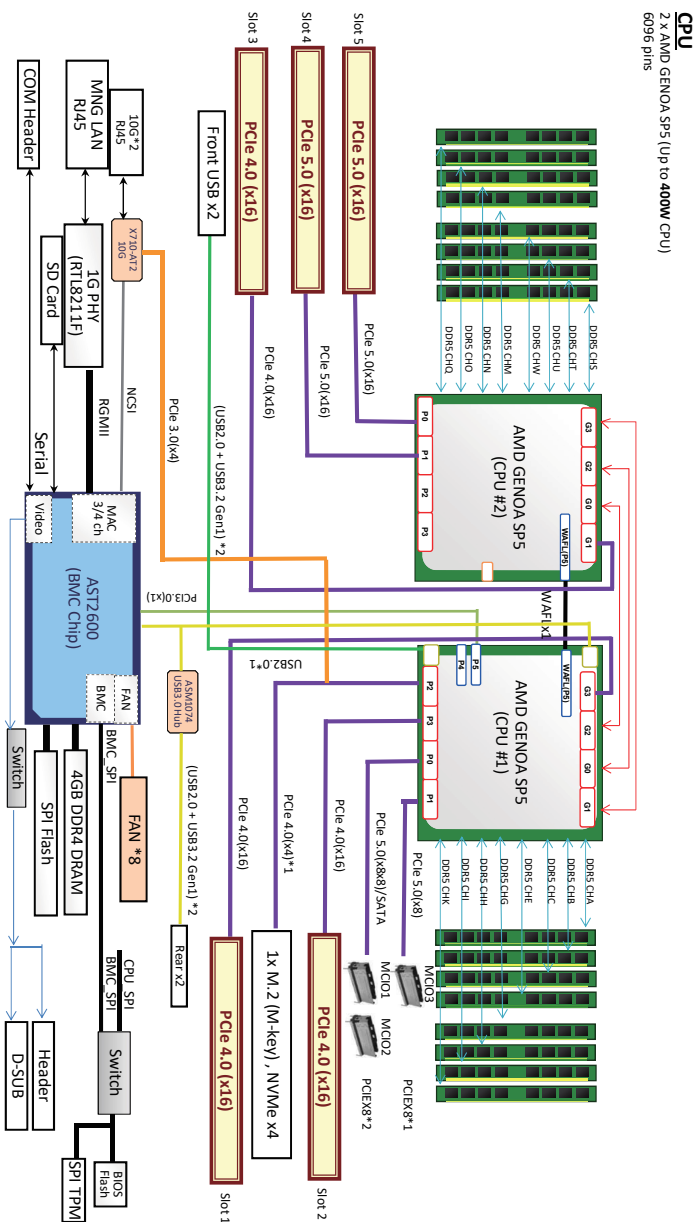 CPU
2 x AMD GENOA SP5 (Up to 400W CPU)
6096 pins
DDR5 CHQ
DDR5 CHO
DDR5 CHN
DDR5 CHM
DDR5 CHW
DDR5 CHU
DDR5 CHT
DDR5 CHS
Slot 5
Slot 4
Slot 3
PCIe 5.0 (x16)
PCIe 5.0 (x16)
PCIe 4.0 (x16)
PCIe 5.0(x16)
PCIe 5.0(x16)
PCIe 4.0(x16)
Front USB x2
(USB2.0 + USB3.2 Gen1) *2
AMD GENOA SP5
(CPU #2)
G3
G2
G0
G1
P0
P1
P2
P3
WAFL(P5)
WAFLx1
AMD GENOA SP5
(CPU #1)
WAFL(P5)
G3
G2
G0
G1
P5
P4
P2
P3
P0
P1
DDR5 CHA
DDR5 CHB
DDR5 CHC
DDR5 CHE
DDR5 CHG
DDR5 CHH
DDR5 CHI
DDR5 CHK
10G*2
RJ45
MNG LAN
RJ45
COM Header
X710-AT2
10G
1G PHY
(RTL8211F)
SD Card
PCIe 3.0(x4)
NCSI
RGMII
Serial
MAC
3/4 ch
Video
AST2600
(BMC Chip)
FAN
BMC
PCI3.0(x1)
USB2.0*1
ASM1074
USB3.0Hub
(USB2.0 + USB3.2 Gen1) *2
Rear x2
PCIe 4.0(x16)
PCIe 4.0(x4)*1
PCIe 4.0(x16)
PCIe 5.0(x8x8)/SATA
PCIe 5.0(x8)
MCIO3
MCIO1
MCIO2
PCIEX8*1
PCIEX8*2
PCIe 4.0 (x16)
Slot 2
1x M.2 (M-key) , NVMe x4
PCIe 4.0 (x16)
Slot 1
FAN *8
BMC_SPI
4GB DDR4 DRAM
SPI Flash
Switch
CPU_SPI
BMC_SPI
Switch
BIOS
Flash
SPI TPM
Header
D-SUB